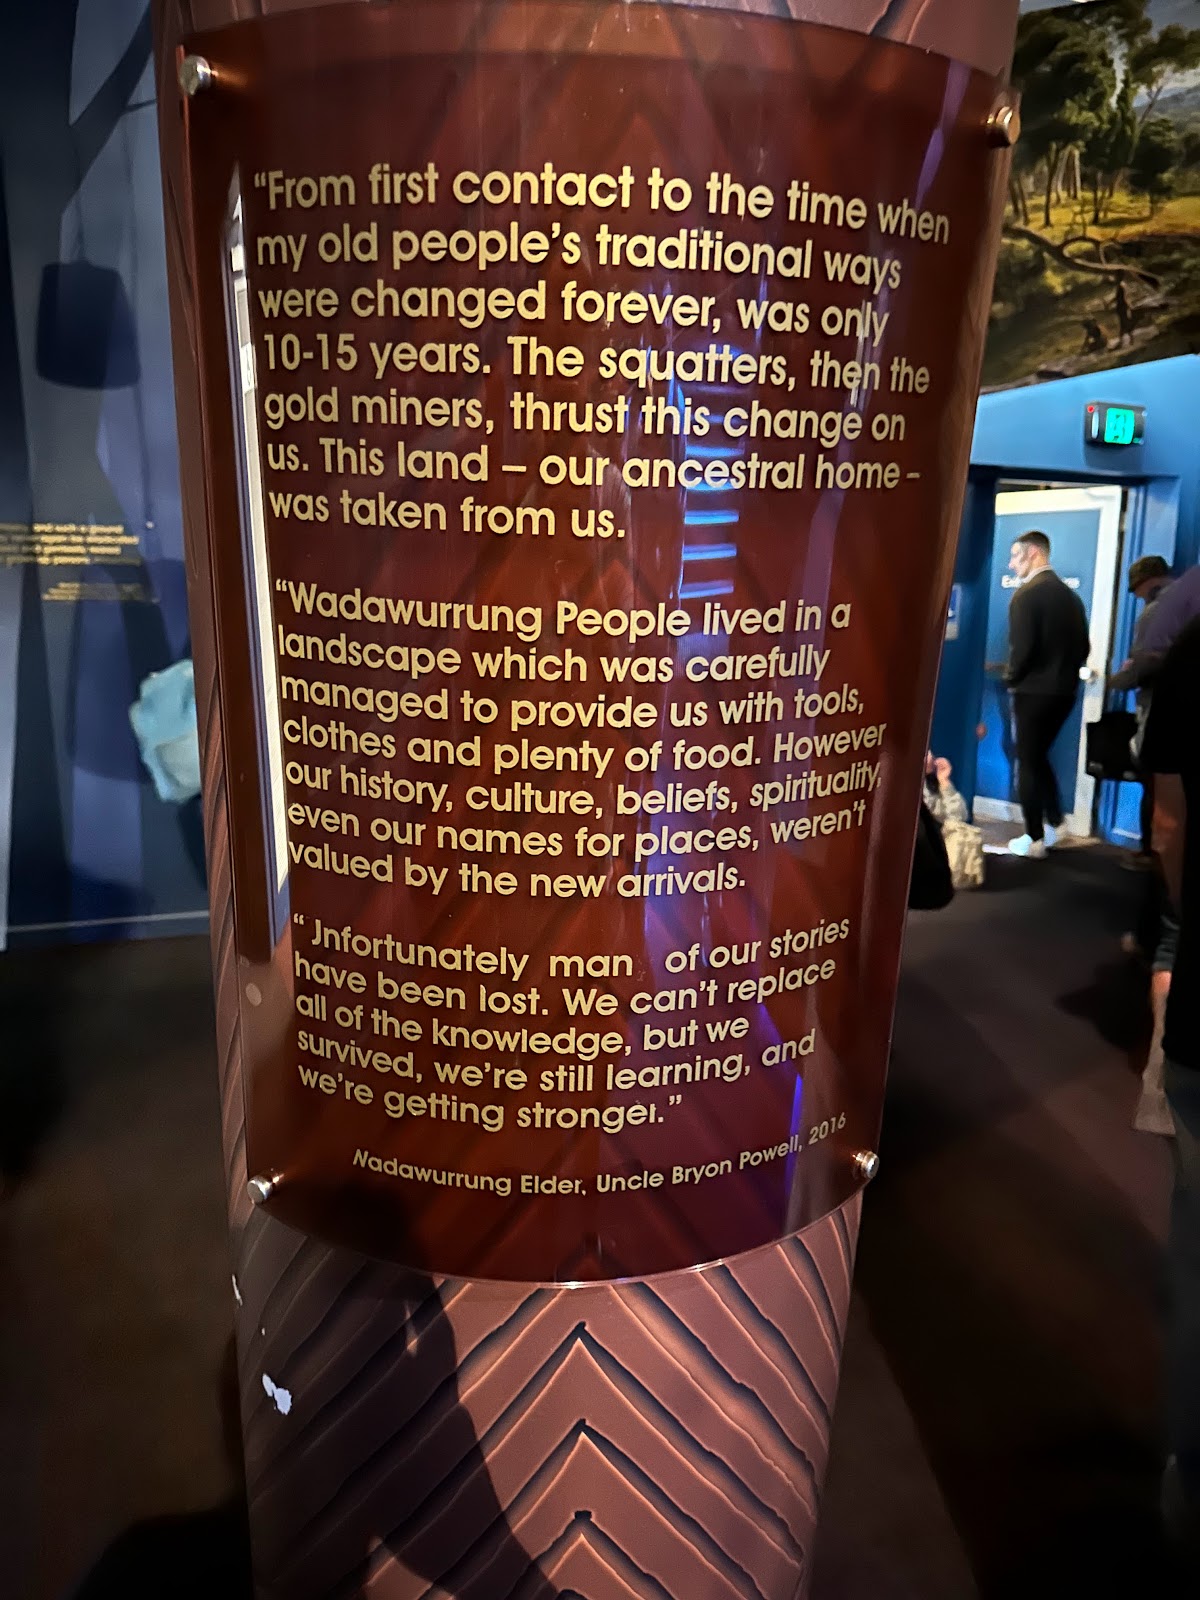 “From first contact to the time when
my old people’s traditional ways
were changed forever, was only
10-15 years. The squatters, then the
gold miners, thrust this change on
us. This land – our ancestral home –
was taken from us.
“Wadawurrung People lived in a
landscape which was carefully
managed to provide us with tools,
clothes and plenty of food. However
our history, culture, beliefs, spirituality,
even our names for places, weren’t
valued by the new arrivals.
“Unfortunately man of our stories
have been lost. We can’t replace
all of the knowledge, but we
survived, we’re still learning, and
we’re getting stronger.”
Wadawurrung Elder, Uncle Bryon Powell, 2016